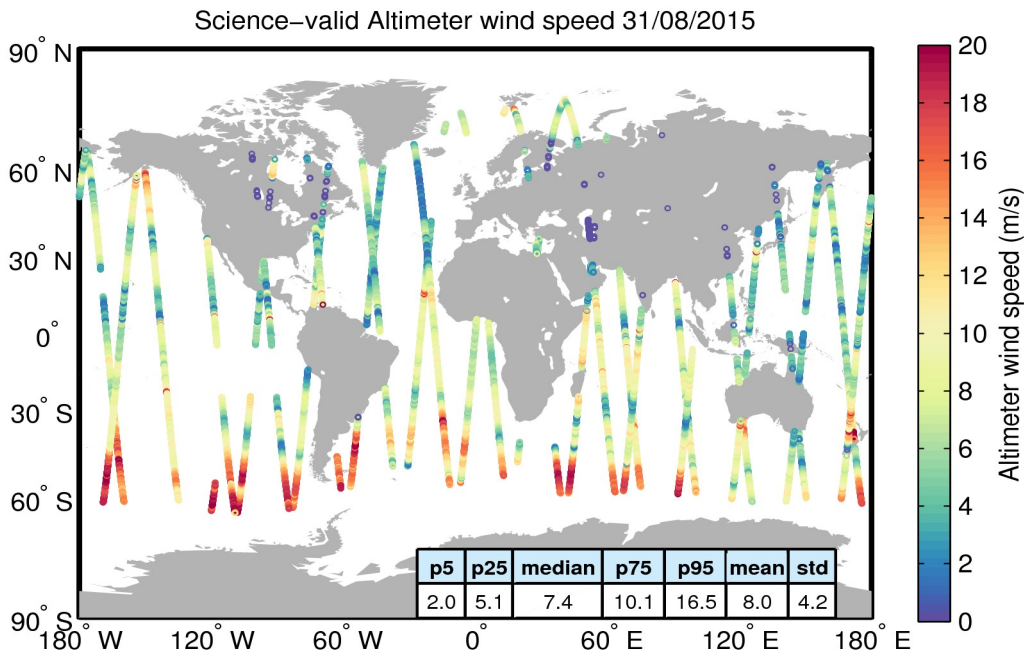 Science−valid Altimeter wind speed 31/08/2015
90° N
60° N
30° N
0°
30° S
60° S
90° S
180° W
120° W
60° W
0°
60° E
120° E
180° E
p5 p25 median p75 p95 mean std
2.0 5.1 7.4 10.1 16.5 8.0 4.2
20
18
16
14
12
10
8
6
4
2
0
Altimeter wind speed (m/s)